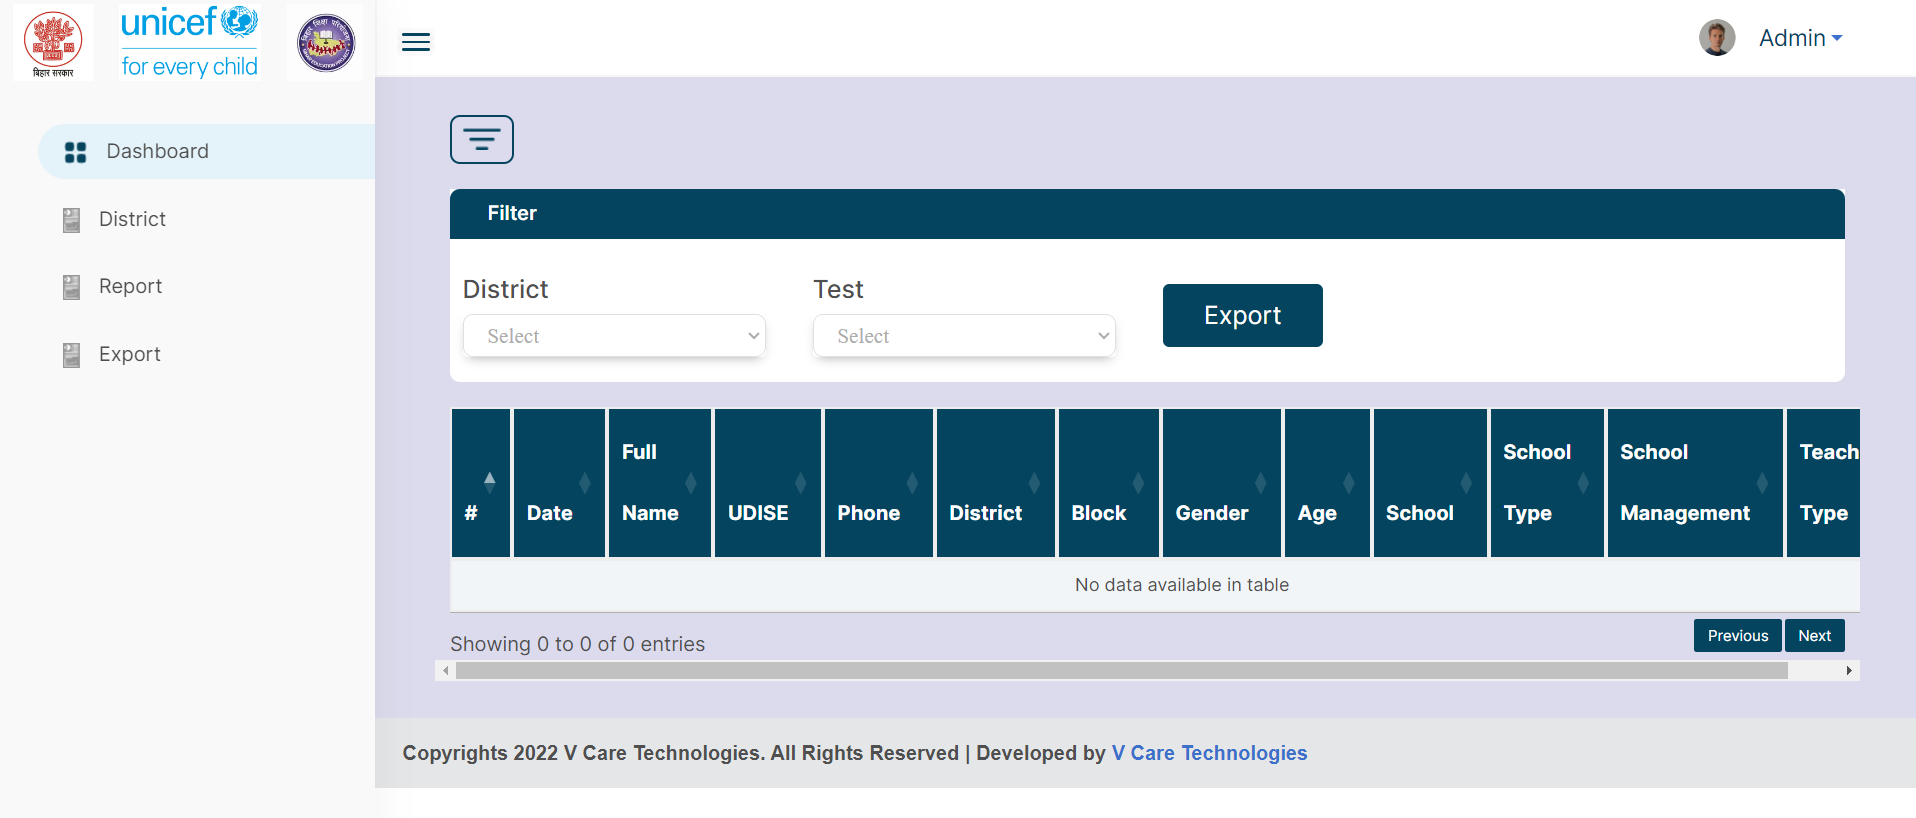 बिहार सरकार
unicef
for every child
Admin
Dashboard
District
Report
Export
Filter
District
Test
Select
Select
Export
#
Date
Full Name
UDISE
Phone
District
Block
Gender
Age
School
School Type
School Management
Teach
Type
No data available in table
Showing 0 to 0 of 0 entries
Previous
Next
Copyrights 2022 V Care Technologies. All Rights Reserved | Developed by V Care Technologies